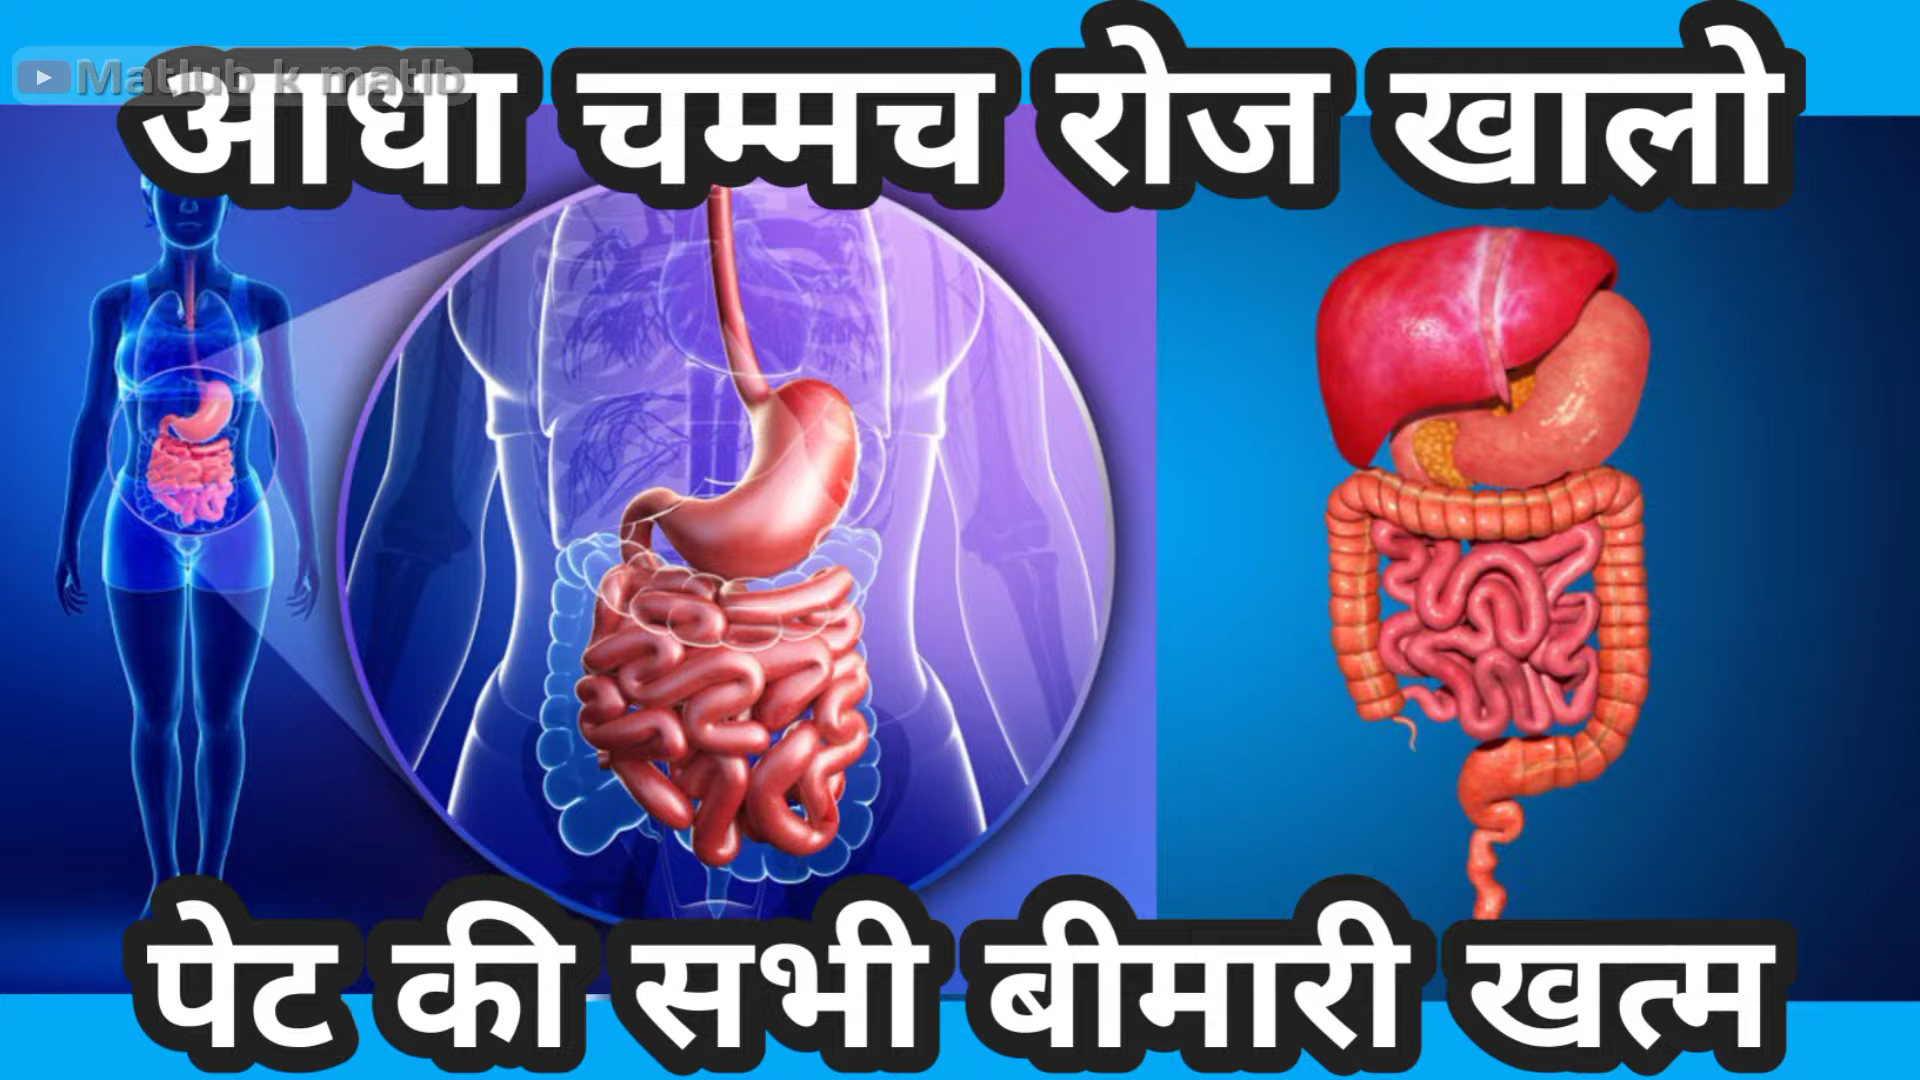 Matlub k matlb
आधा चम्मच रोज खालो
पेट की सभी बीमारी खत्म